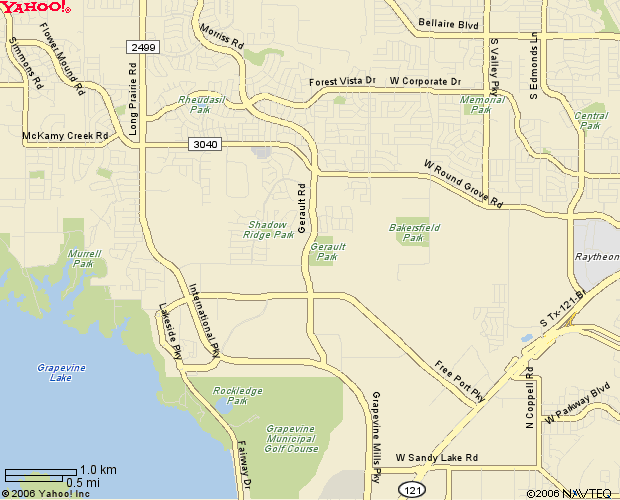 YAHOO!
Bellaire Blvd
Flower Mound Rd
Morriss Rd
Simmons Rd
2499
S Valley Pky
S Edmonds Ln
Long Prairie Rd
Forest Vista Dr
W Corporate Dr
Rheudasil
Park
Memorial
Park
Central
Park
McKamy Creek Rd
3040
W Round Grove Rd
Gerault Rd
Shadow
Ridge Park
Bakersfield
Park
Gerault
Park
Murrell
Park
Raytheon
International Pky
S Tx-121-Br
Lakeside Pky
Free Port Pky
Grapevine
Lake
Rockledge
Park
N Coppell Rd
W Parkway Blvd
Grapevine Mills Pky
Grapevine
Municipal
Golf Course
Fairway Dr
W Sandy Lake Rd
1.0 km
0.5 mi
121
©2006 Yahoo! Inc
©2006 NAVTEQ